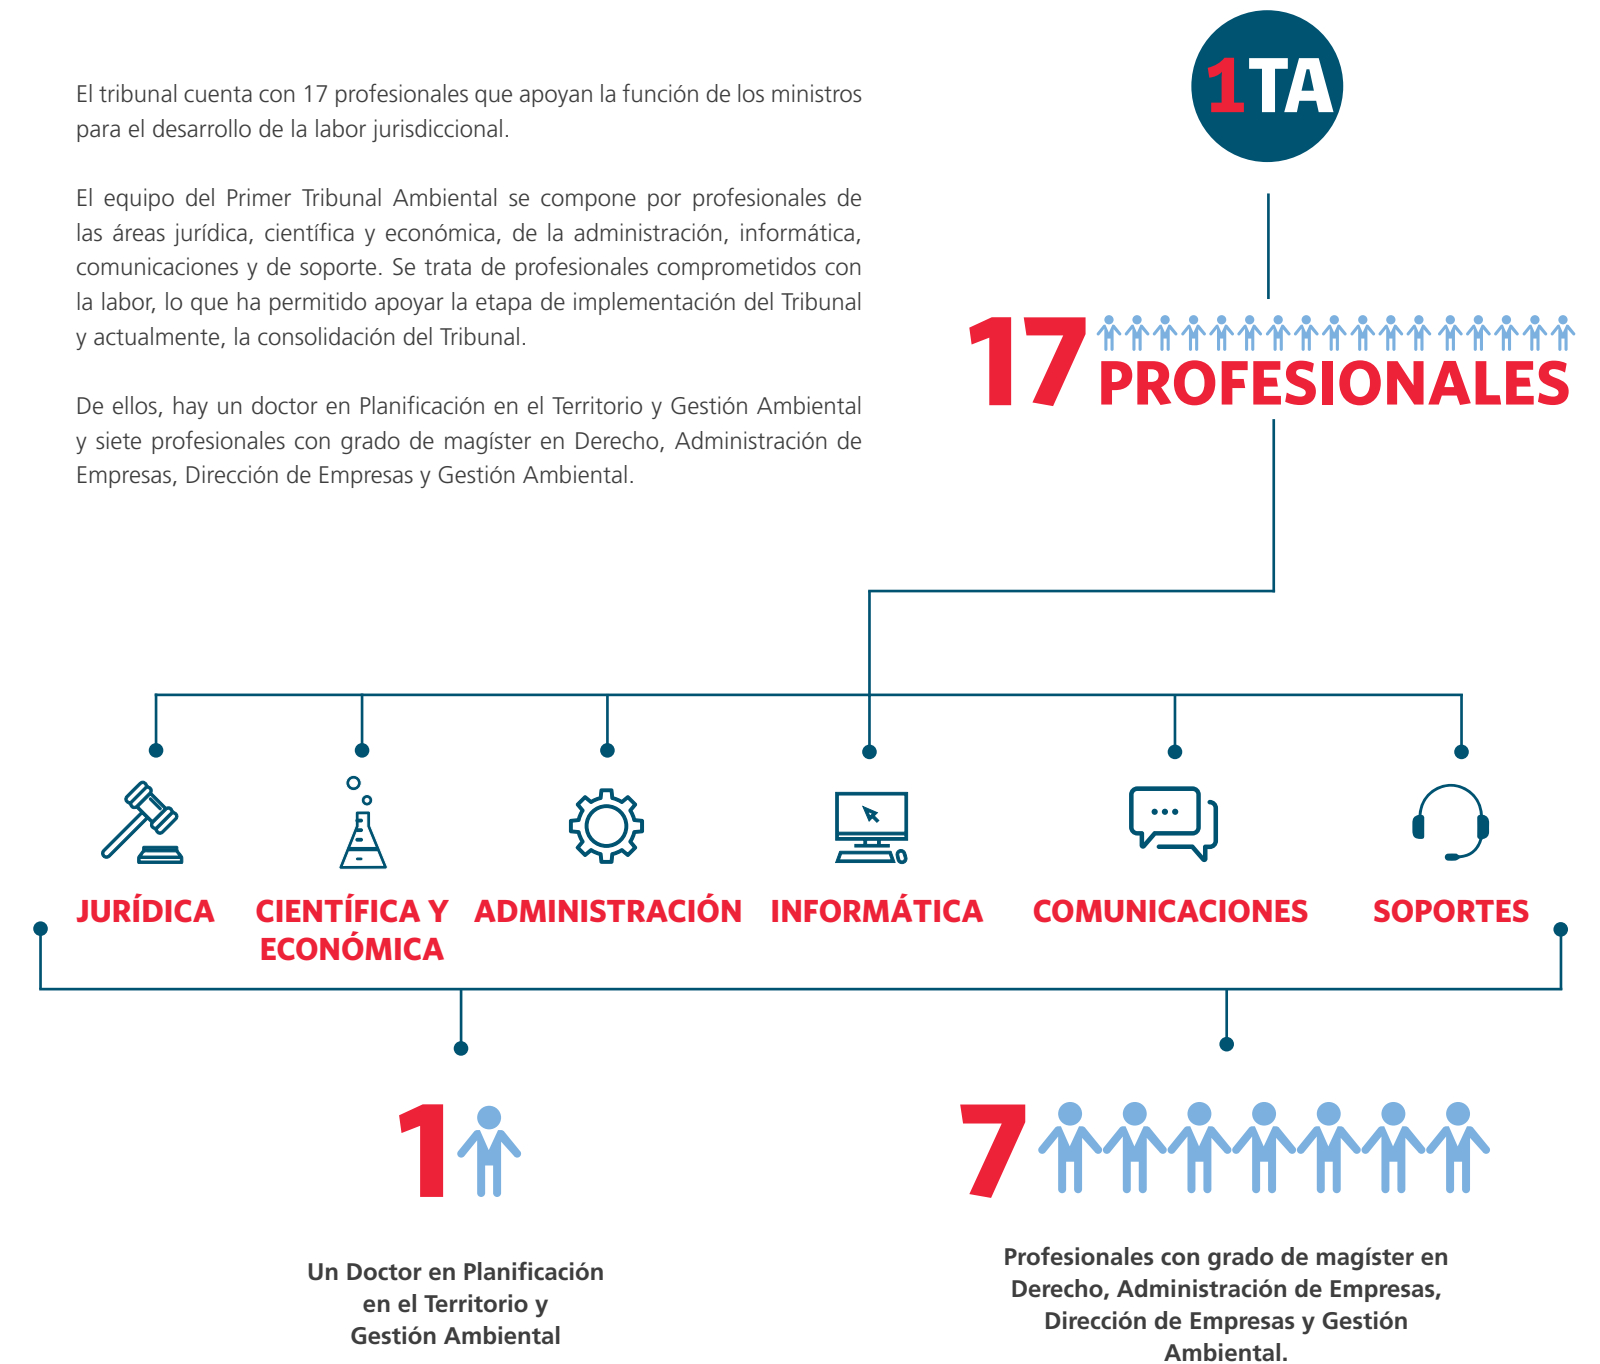 El tribunal cuenta con 17 profesionales que apoyan la función de los ministros
para el desarrollo de la labor jurisdiccional.
El equipo del Primer Tribunal Ambiental se compone por profesionales de
las áreas jurídica, científica y económica, de la administración, informática,
comunicaciones y de soporte. Se trata de profesionales comprometidos con
la labor, lo que ha permitido apoyar la etapa de implementación del Tribunal
y actualmente, la consolidación del Tribunal.
De ellos, hay un doctor en Planificación en el Territorio y Gestión Ambiental
y siete profesionales con grado de magíster en Derecho, Administración de
Empresas, Dirección de Empresas y Gestión Ambiental.
1TA
17 PROFESIONALES
JURÍDICA
CIENTÍFICA Y
ECONÓMICA
ADMINISTRACIÓN
INFORMÁTICA
COMUNICACIONES
SOPORTES
1
Un Doctor en Planificación
en el Territorio y
Gestión Ambiental
7
Profesionales con grado de magíster en
Derecho, Administración de Empresas,
Dirección de Empresas y Gestión
Ambiental.